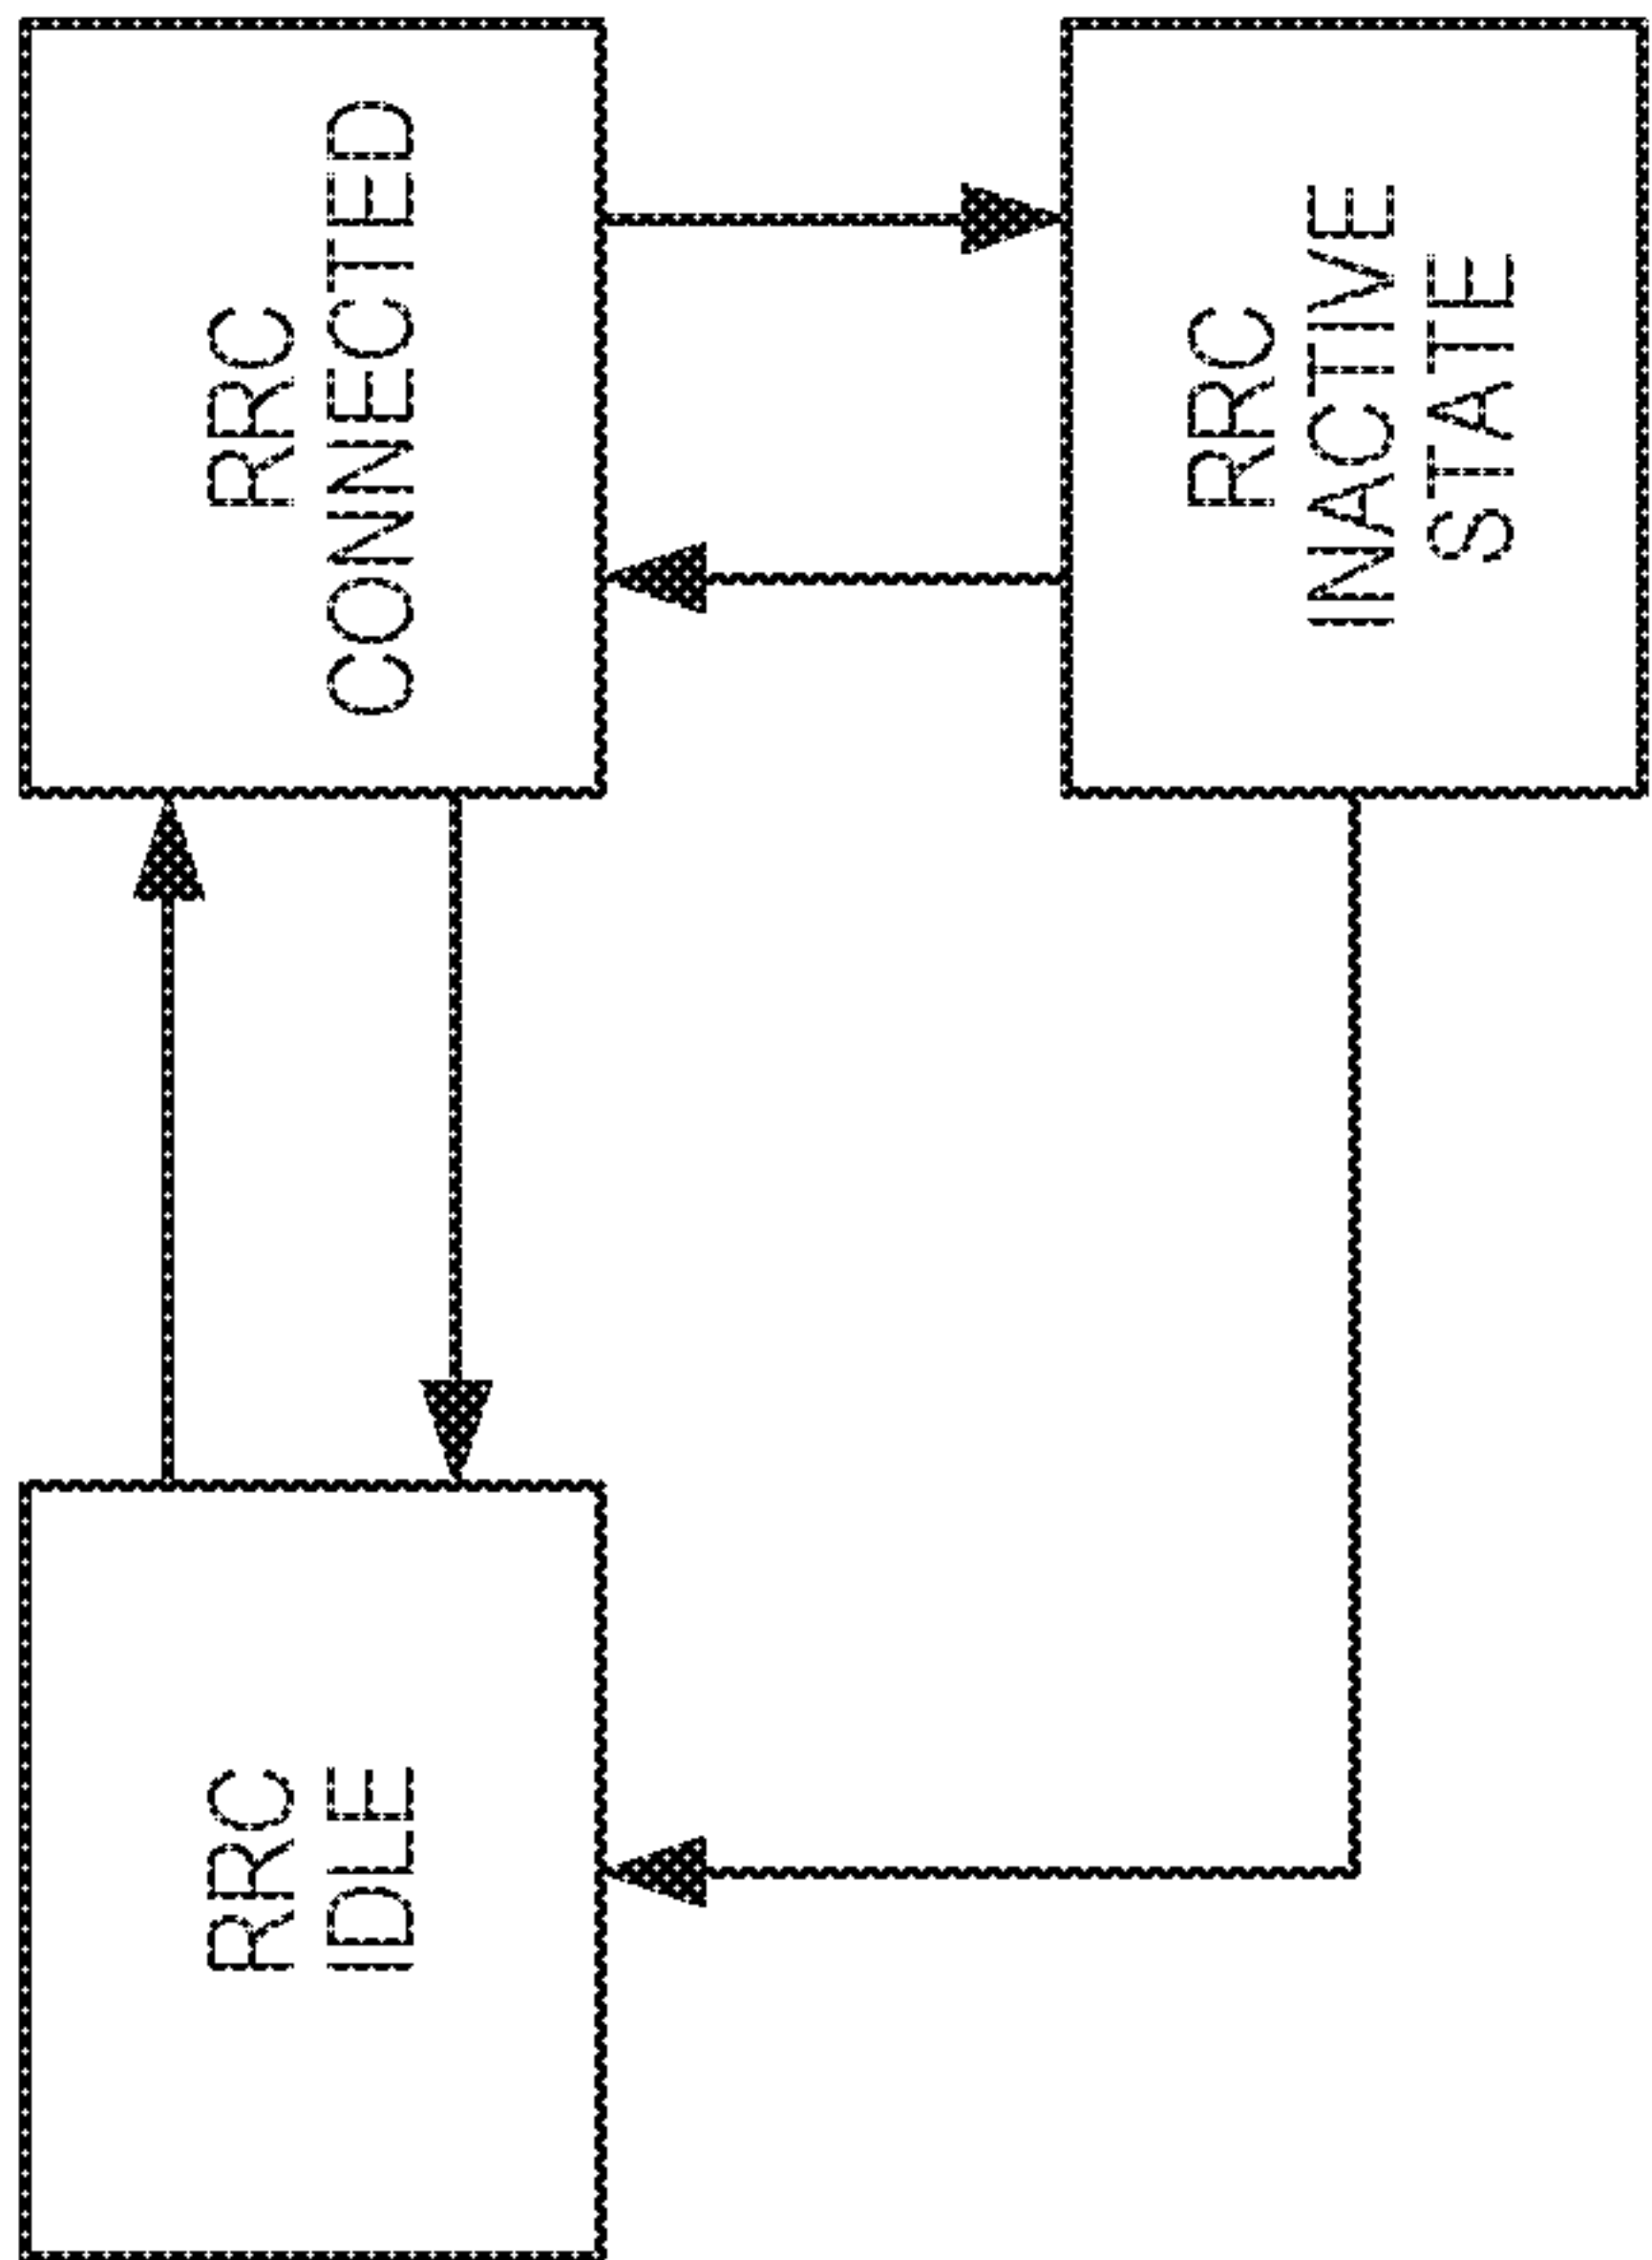 RRC
IDLE
RRC
CONNECTED
RRC
INACTIVE
STATE